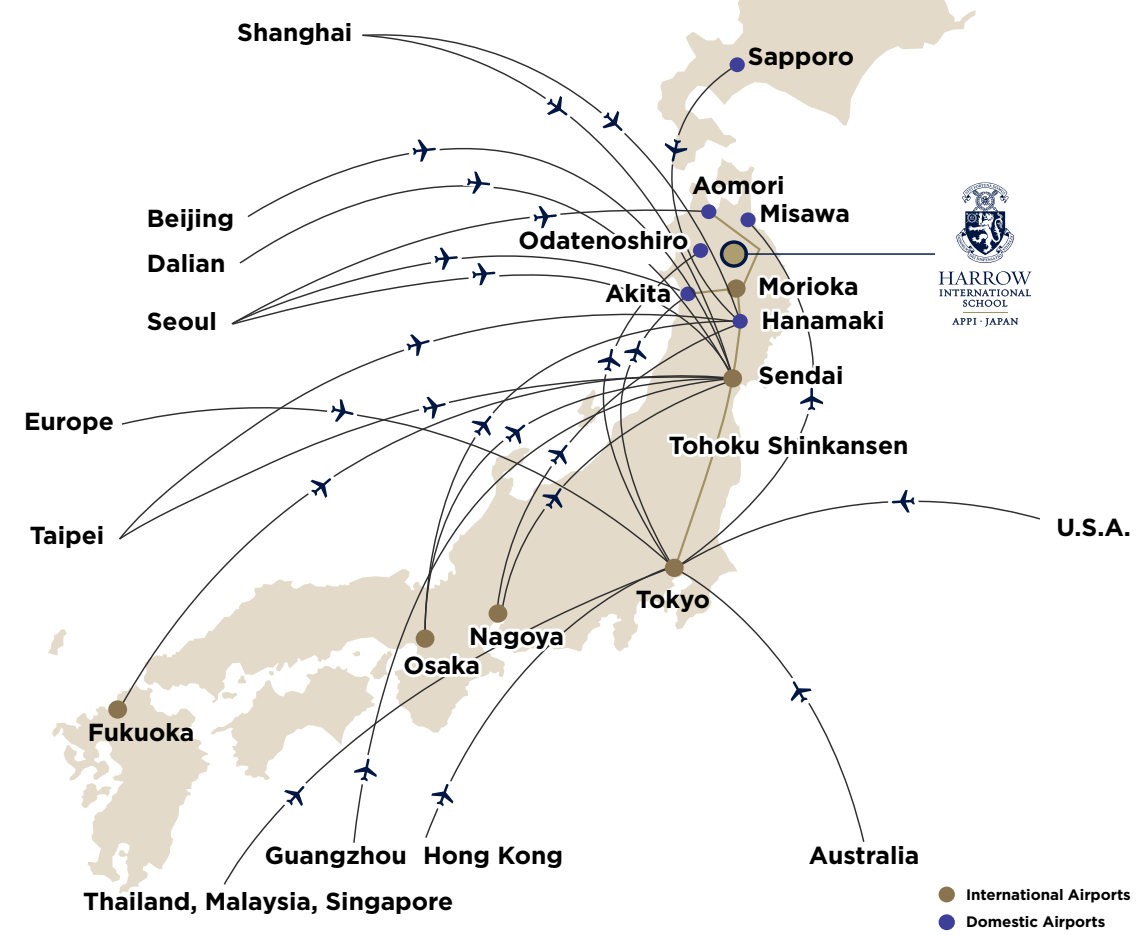 Shanghai
Sapporo
Aomori
Misawa
Beijing
Odatenoshiro
Dalian
HARROW
INTERNATIONAL
SCHOOL
APPI · JAPAN
Akita
Morioka
Seoul
Hanamaki
Sendai
Europe
Tohoku Shinkansen
Taipei
U.S.A.
Tokyo
Nagoya
Osaka
Fukuoka
Guangzhou
Hong Kong
Australia
Thailand, Malaysia, Singapore
International Airports
Domestic Airports